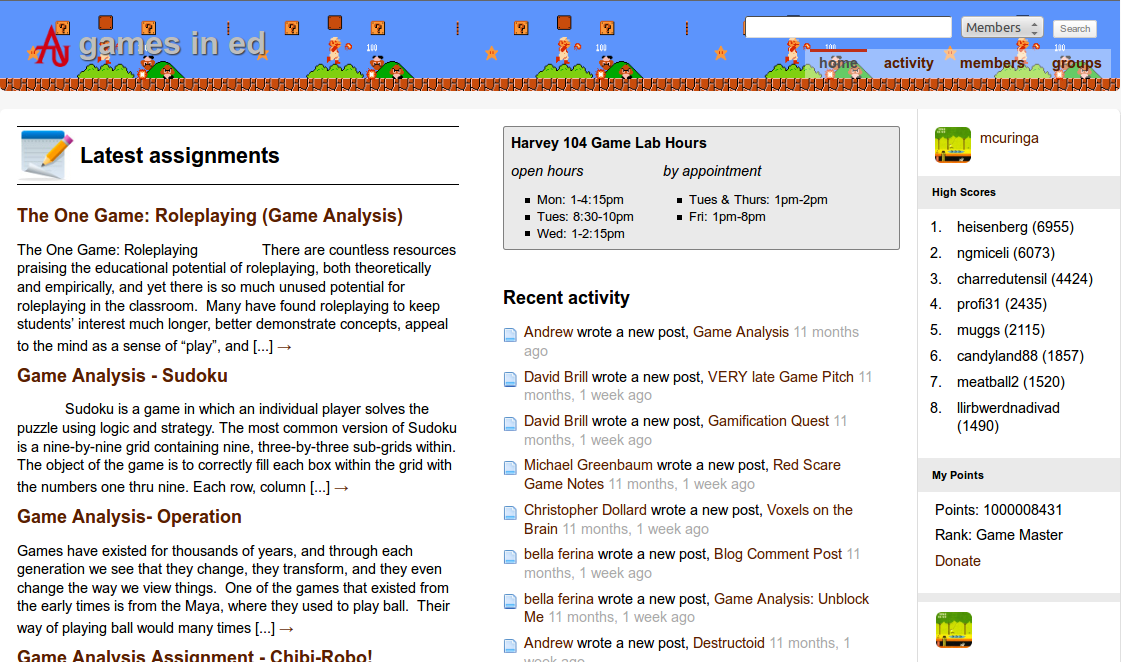 games in ed
Members
Search
100 100 100 100 100
home activity members groups
Latest assignments
The One Game: Roleplaying (Game Analysis)
The One Game: Roleplaying There are countless resources
praising the educational potential of roleplaying, both theoretically
and empirically, and yet there is so much unused potential for
roleplaying in the classroom. Many have found roleplaying to keep
students’ interest much longer, better demonstrate concepts, appeal
to the mind as a sense of “play”, and [...] →
Game Analysis - Sudoku
Sudoku is a game in which an individual player solves the
puzzle using logic and strategy. The most common version of Sudoku
is a nine-by-nine grid containing nine, three-by-three sub-grids within.
The object of the game is to correctly fill each box within the grid with
the numbers one thru nine. Each row, column [...] →
Game Analysis- Operation
Games have existed for thousands of years, and through each
generation we see that they change, they transform, and they even
change the way we view things. One of the games that existed from
the early times is from the Maya, where they used to play ball. Their
way of playing ball would many times [...] →
Game Analysis Assignment - Chibi-Robo!
Harvey 104 Game Lab Hours
open hours
Mon: 1-4:15pm
Tues: 8:30-10pm
Wed: 1-2:15pm
by appointment
Tues & Thurs: 1pm-2pm
Fri: 1pm-8pm
Recent activity
Andrew wrote a new post, Game Analysis 11 months
ago
David Brill wrote a new post, VERY late Game Pitch 11
months, 1 week ago
David Brill wrote a new post, Gamification Quest 11
months, 1 week ago
Michael Greenbaum wrote a new post, Red Scare
Game Notes 11 months, 1 week ago
Christopher Dollard wrote a new post, Voxels on the
Brain 11 months, 1 week ago
bella ferina wrote a new post, Blog Comment Post 11
months, 1 week ago
bella ferina wrote a new post, Game Analysis: Unblock
Me 11 months, 1 week ago
Andrew wrote a new post, Destructoid 11 months, 1
week ago
mcuringa
High Scores
1. heisenberg (6955)
2. ngmiceli (6073)
3. charredutensil (4424)
4. profi31 (2435)
5. muggs (2115)
6. candyland88 (1857)
7. meatball2 (1520)
8. llirbwerdnadivad
(1490)
My Points
Points: 1000008431
Rank: Game Master
Donate